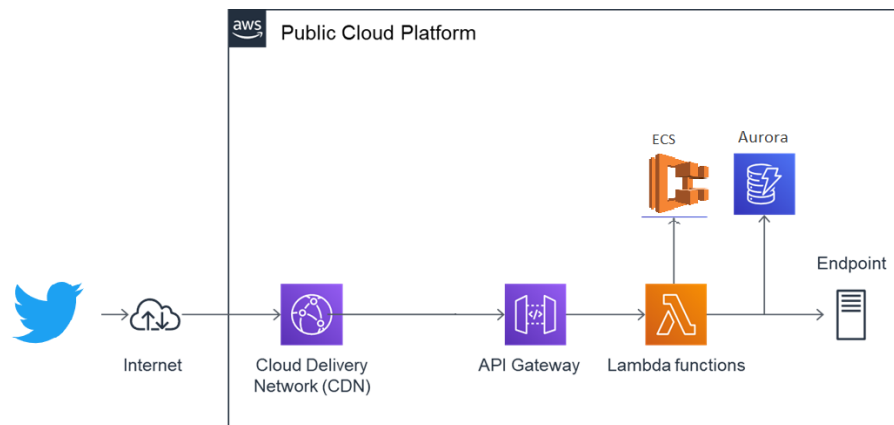 aws
Public Cloud Platform
ECS
Aurora
Endpoint
Internet
Cloud Delivery
Network (CDN)
API Gateway
</>
Lambda functions